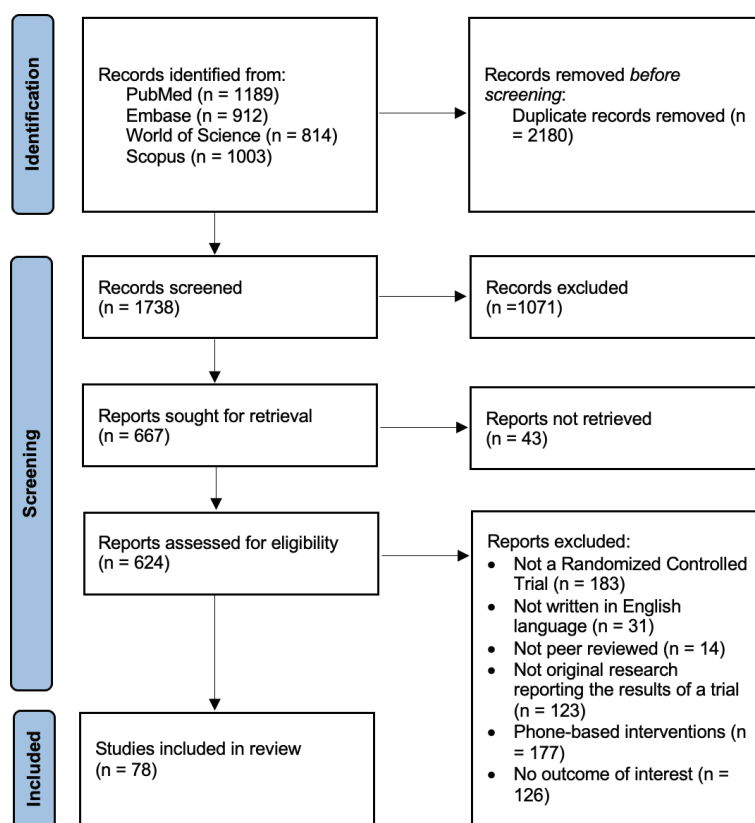 Identification
Records identified from:
PubMed (n = 1189)
Embase (n = 912)
World of Science (n = 814)
Scopus (n = 1003)
Records removed before
screening:
Duplicate records removed (n
= 2180)
Screening
Records screened
(n = 1738)
Records excluded
(n =1071)
Reports sought for retrieval
(n = 667)
Reports not retrieved
(n = 43)
Reports assessed for eligibility
(n = 624)
Reports excluded:
• Not a Randomized Controlled
Trial (n = 183)
• Not written in English
language (n = 31)
• Not peer reviewed (n = 14)
• Not original research
reporting the results of a trial
(n = 123)
• Phone-based interventions (n
= 177)
• No outcome of interest (n =
126)
Included
Studies included in review
(n = 78)